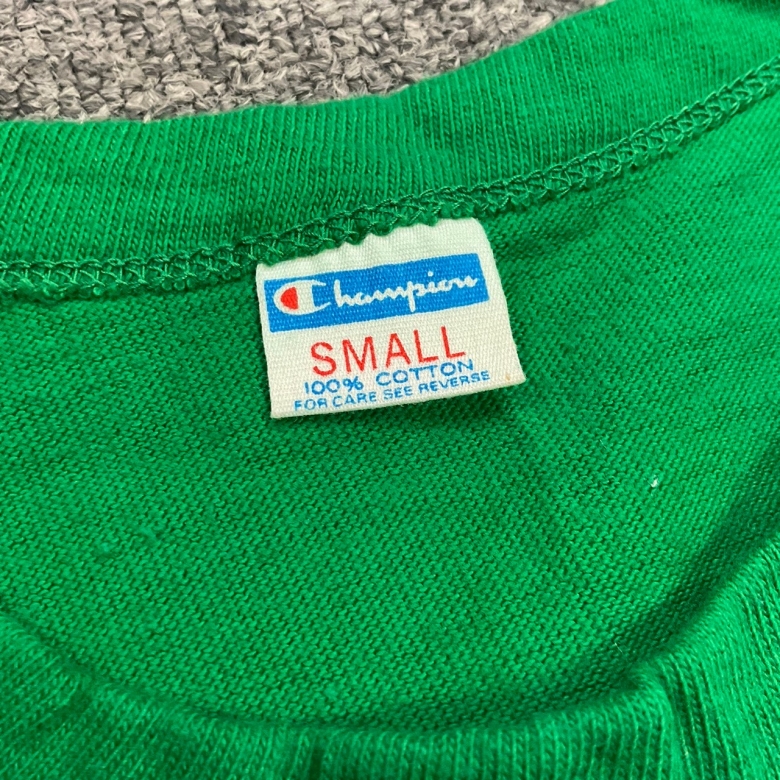 Champion
SMALL
100% COTTON
FOR CARE SEE REVERSE